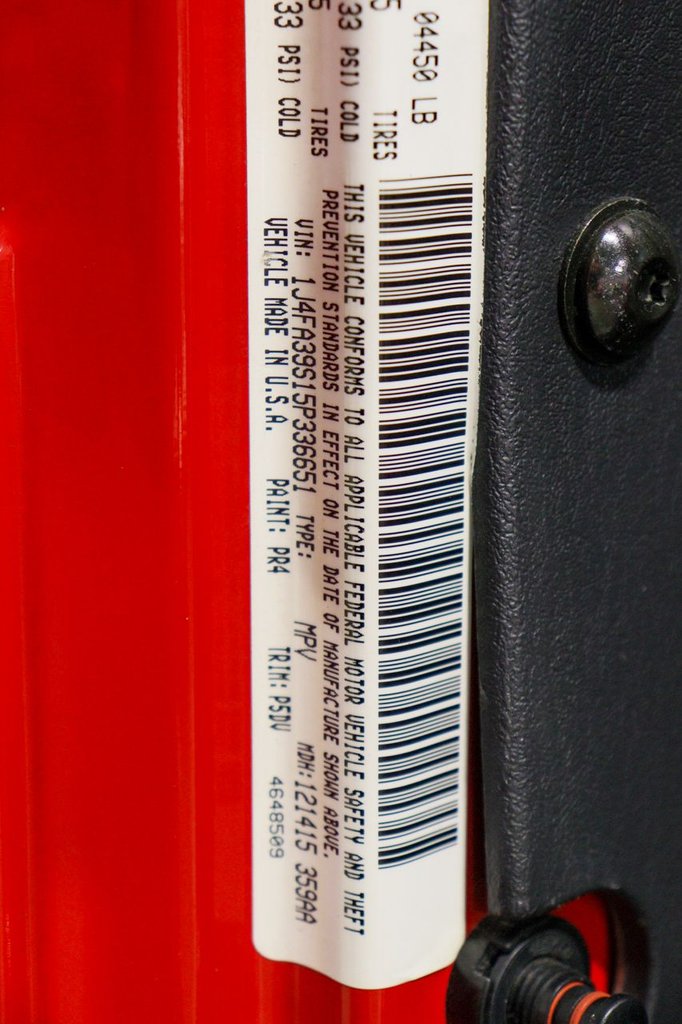 04450 LB
5 TIRES
33 PSI) COLD
5 TIRES
33 PSI) COLD
THIS VEHICLE CONFORMS TO ALL APPLICABLE FEDERAL MOTOR VEHICLE SAFETY AND THEFT
PREVENTION STANDARDS IN EFFECT ON THE DATE OF MANUFACTURE SHOWN ABOVE.
VIN: 1J4FA39S15P336651 TYPE: MPV MDH: 121415 359AA
VEHICLE MADE IN U.S.A. PAINT: PR4 TRIM: P5DV 4648509